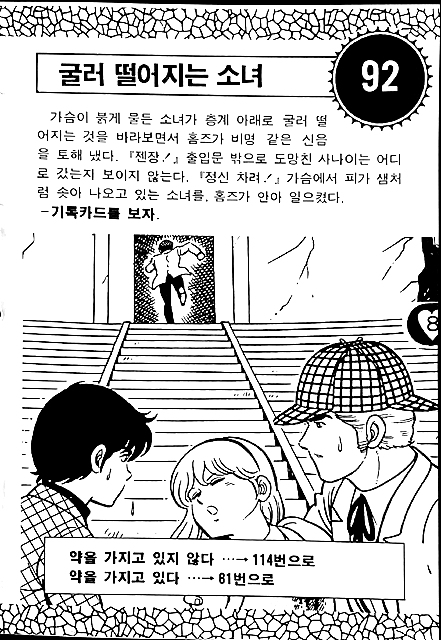 굴러 떨어지는 소녀
92
가슴이 붉게 물든 소녀가 층계 아래로 굴러 떨
어지는 것을 바라보면서 홈즈가 비명 같은 신음
을 토해 냈다. 『젠장!』 출입문 밖으로 도망친 사나이는 어디
로 갔는지 보이지 않는다. 『정신 차려!』 가슴에서 피가 샘처
럼 솟아 나오고 있는 소녀를, 홈즈가 안아 일으켰다.
－기록카드를 보자.
8
약을 가지고 있지 않다 …→ 114번으로
약을 가지고 있다 …→ 61번으로